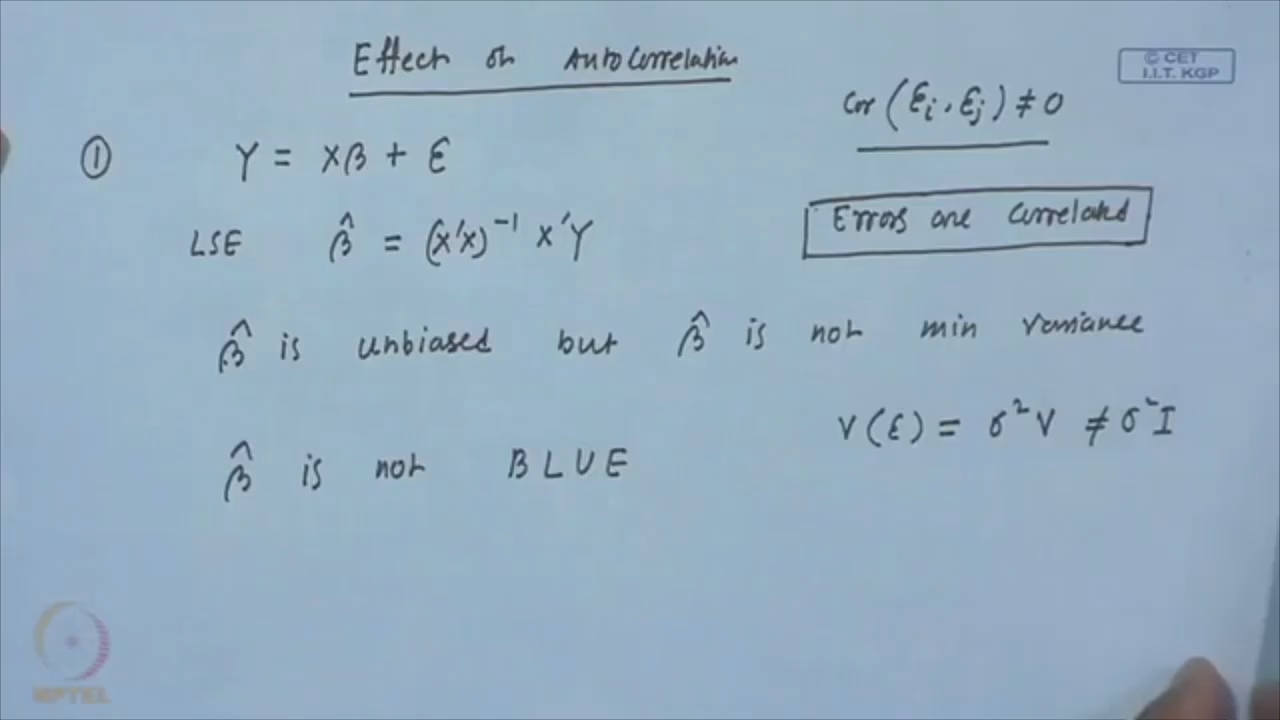 Effect on AutoCorrelation
© CET
I.I.T. KGP
Cor (εi, εj) ≠ 0
① Y = Xβ + ε
Errors are Correlated
LSE β̂ = (X'X)⁻¹ X'Y
β̂ is unbiased but β̂ is not min variance
V(ε) = σ²V ≠ σ²I
β̂ is not BLUE
NPTEL